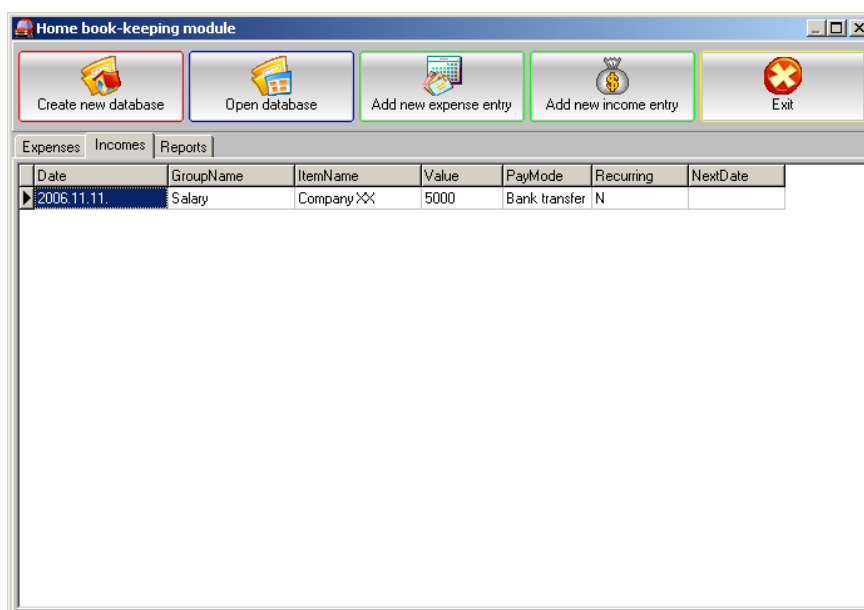 Home book-keeping module
Create new database Open database Add new expense entry Add new income entry Exit
Expenses Incomes Reports
Date GroupName ItemName Value PayMode Recurring NextDate
2006.11.11. Salary Company XX 5000 Bank transfer N